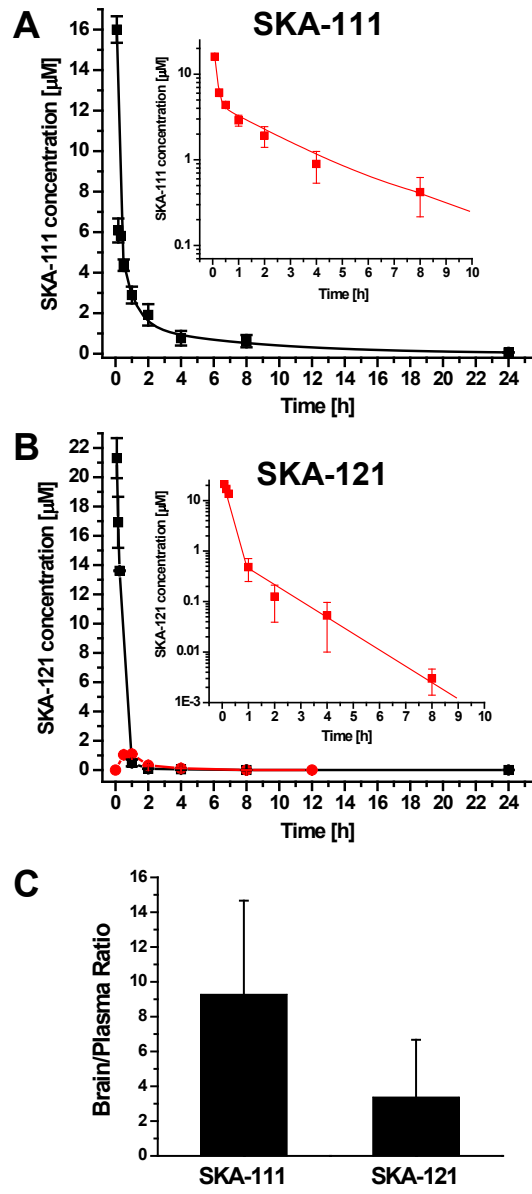 A
SKA-111
SKA-111 concentration [µM]
16
14
12
10
8
6
4
2
0
0 2 4 6 8 10 12 14 16 18 20 22 24
Time [h]
SKA-111 concentration [µM]
10
1
0.1
0 1 2 3 4 5 6 7 8 9 10
Time [h]
B
SKA-121
SKA-121 concentration [µM]
22
20
18
16
14
12
10
8
6
4
2
0
0 2 4 6 8 10 12 14 16 18 20 22 24
Time [h]
SKA-121 concentration [µM]
10
1
0.1
0.01
1E-3
0 1 2 3 4 5 6 7 8 9 10
Time [h]
C
Brain/Plasma Ratio
16
14
12
10
8
6
4
2
0
SKA-111 SKA-121